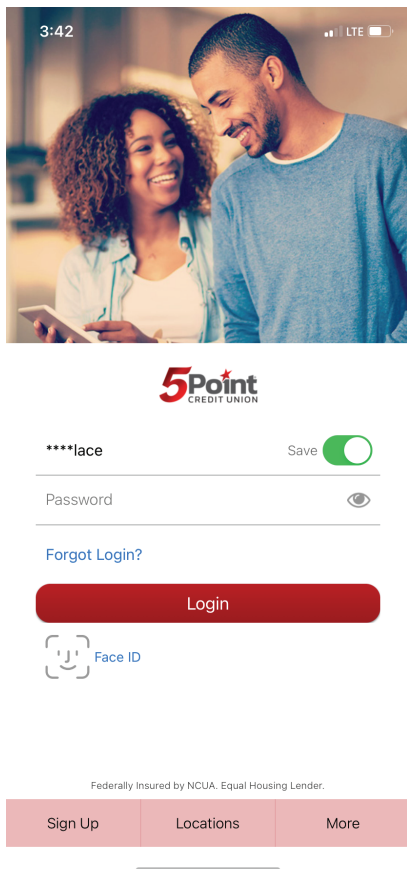 3:42 LTE
5Point
CREDIT UNION
****lace Save
Password
Forgot Login?
Login
Face ID
Federally Insured by NCUA. Equal Housing Lender.
Sign Up Locations More